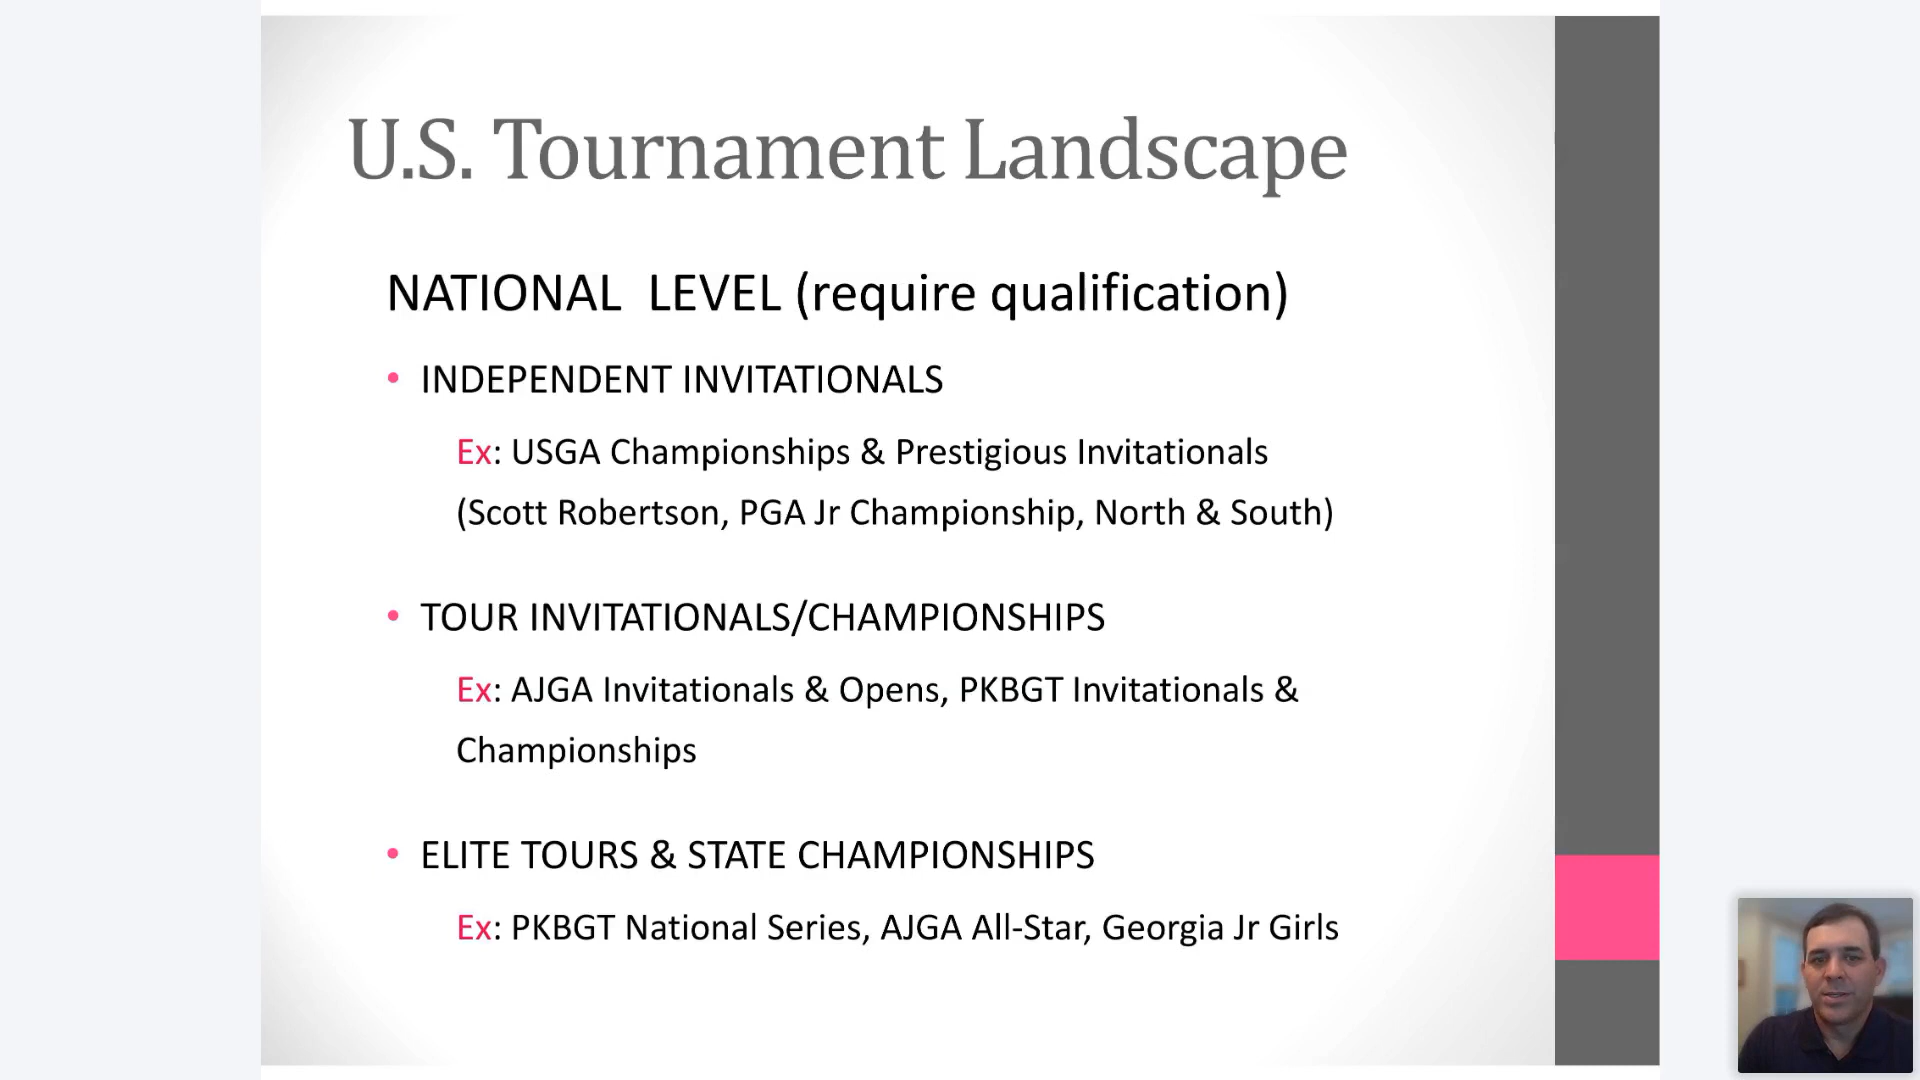 U.S. Tournament Landscape
NATIONAL LEVEL (require qualification)
• INDEPENDENT INVITATIONALS
Ex: USGA Championships & Prestigious Invitationals
(Scott Robertson, PGA Jr Championship, North & South)
• TOUR INVITATIONALS/CHAMPIONSHIPS
Ex: AJGA Invitationals & Opens, PKBGT Invitationals &
Championships
• ELITE TOURS & STATE CHAMPIONSHIPS
Ex: PKBGT National Series, AJGA All-Star, Georgia Jr Girls